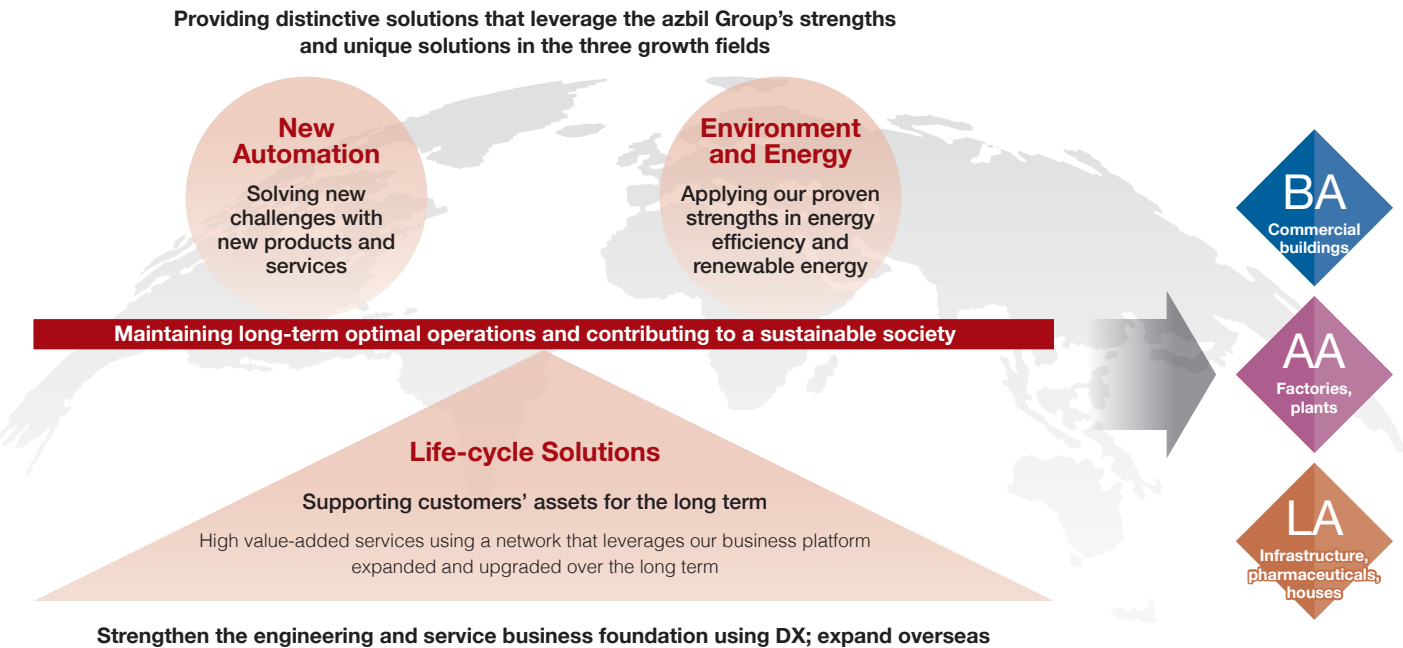 Providing distinctive solutions that leverage the azbil Group’s strengths
and unique solutions in the three growth fields
New
Automation
Solving new
challenges with
new products and
services
Environment
and Energy
Applying our proven
strengths in energy
efficiency and
renewable energy
Maintaining long-term optimal operations and contributing to a sustainable society
Life-cycle Solutions
Supporting customers’ assets for the long term
High value-added services using a network that leverages our business platform
expanded and upgraded over the long term
Strengthen the engineering and service business foundation using DX; expand overseas
BA
Commercial
buildings
AA
Factories,
plants
LA
Infrastructure,
pharmaceuticals,
houses